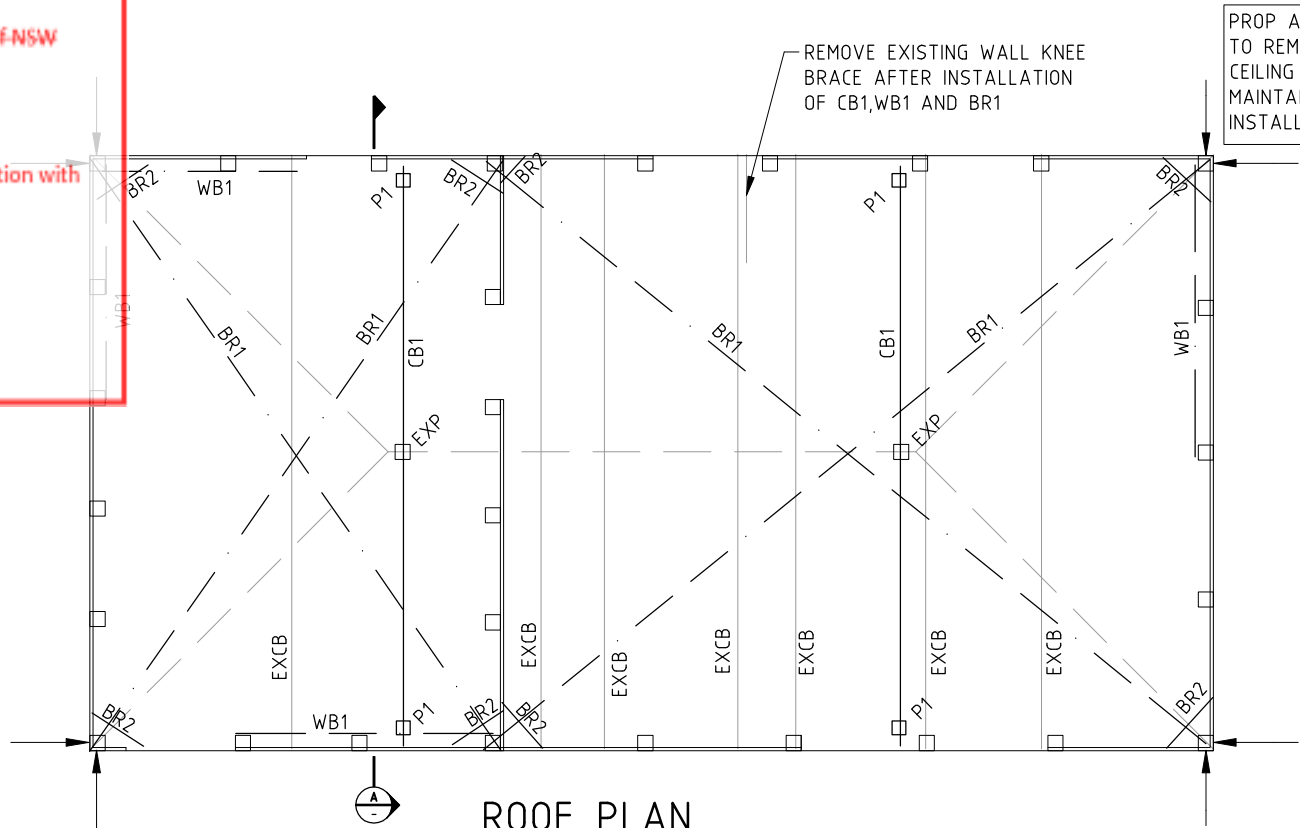 f NSW
tion with
REMOVE EXISTING WALL KNEE
BRACE AFTER INSTALLATION
OF CB1,WB1 AND BR1
PROP A
TO REM
CEILING
MAINTA
INSTALL
BR2
WB1
BR2
BR2
P1
P1
BR2
WB1
BR1
BR1
CB1
BR1
CB1
BR1
WB1
EXP
EXP
EXCB
EXCB
EXCB
EXCB
EXCB
EXCB
EXCB
BR2
WB1
P1
BR2
BR2
P1
BR2
A
-
ROOF PLAN